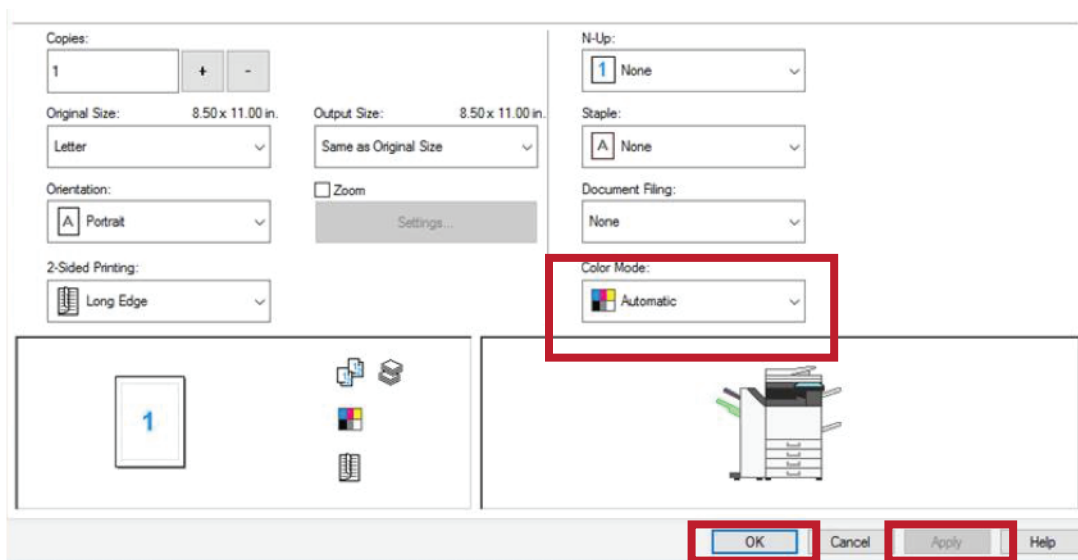 Copies:
1
+
-
Original Size: 8.50 x 11.00 in.
Letter
Output Size: 8.50 x 11.00 in.
Same as Original Size
Orientation:
A Portrait
Zoom
Settings...
2-Sided Printing:
Long Edge
N-Up:
1 None
Staple:
A None
Document Filing:
None
Color Mode:
Automatic
1
OK
Cancel
Apply
Help